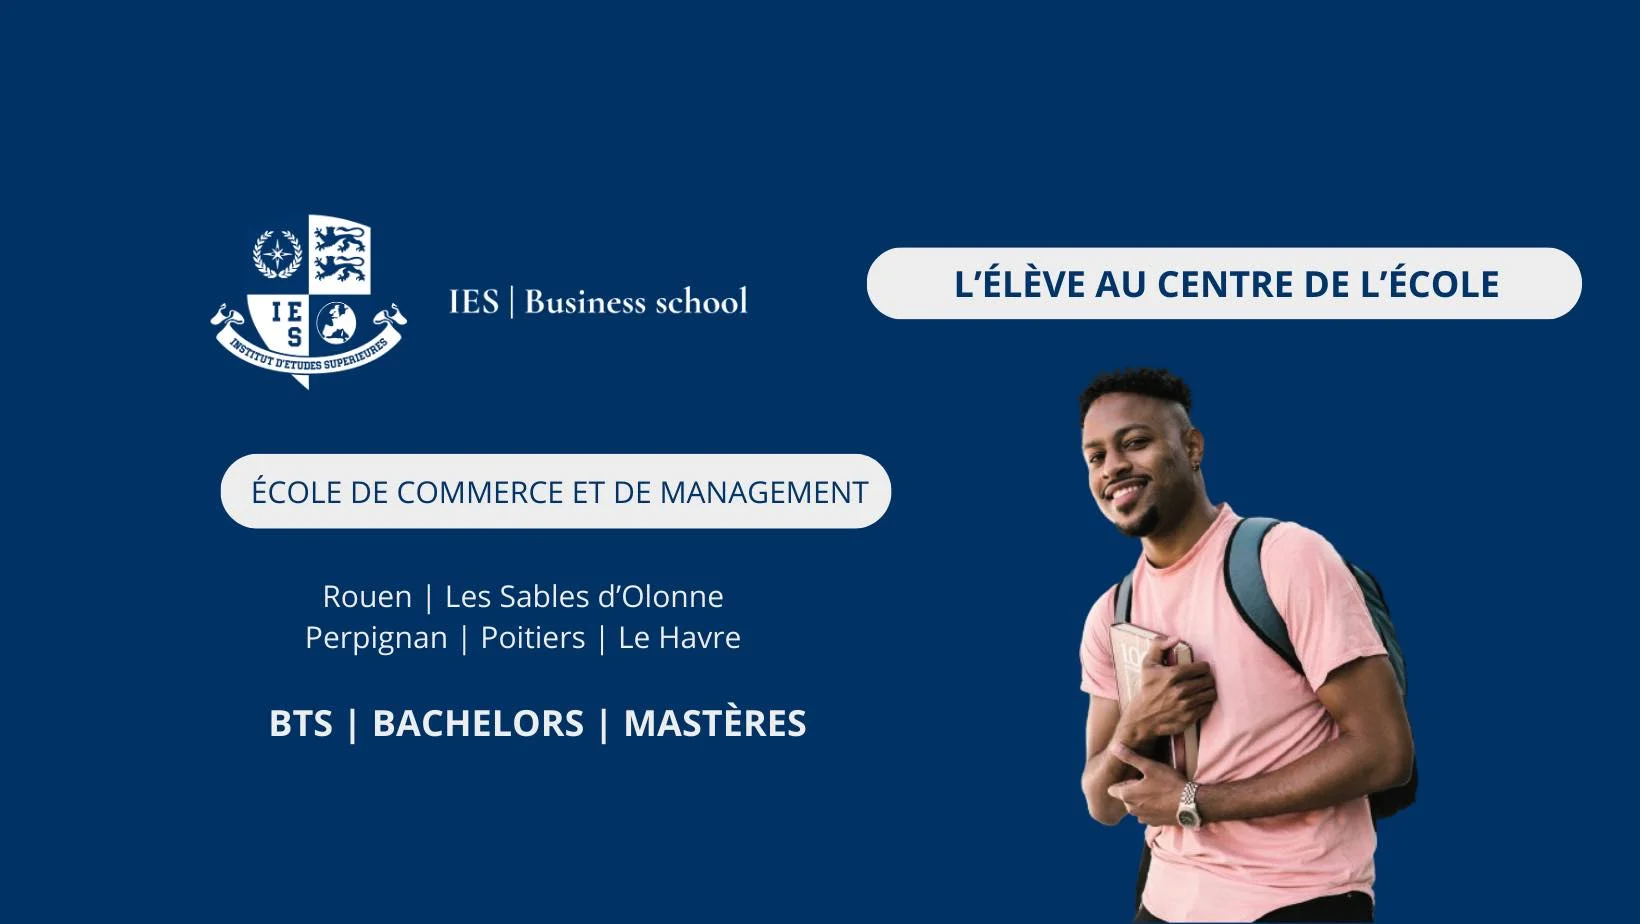 I E
S
INSTITUT D'ETUDES SUPERIEURES
IES | Business school
L’ÉLÈVE AU CENTRE DE L’ÉCOLE
ÉCOLE DE COMMERCE ET DE MANAGEMENT
Rouen | Les Sables d’Olonne
Perpignan | Poitiers | Le Havre
BTS | BACHELORS | MASTÈRES